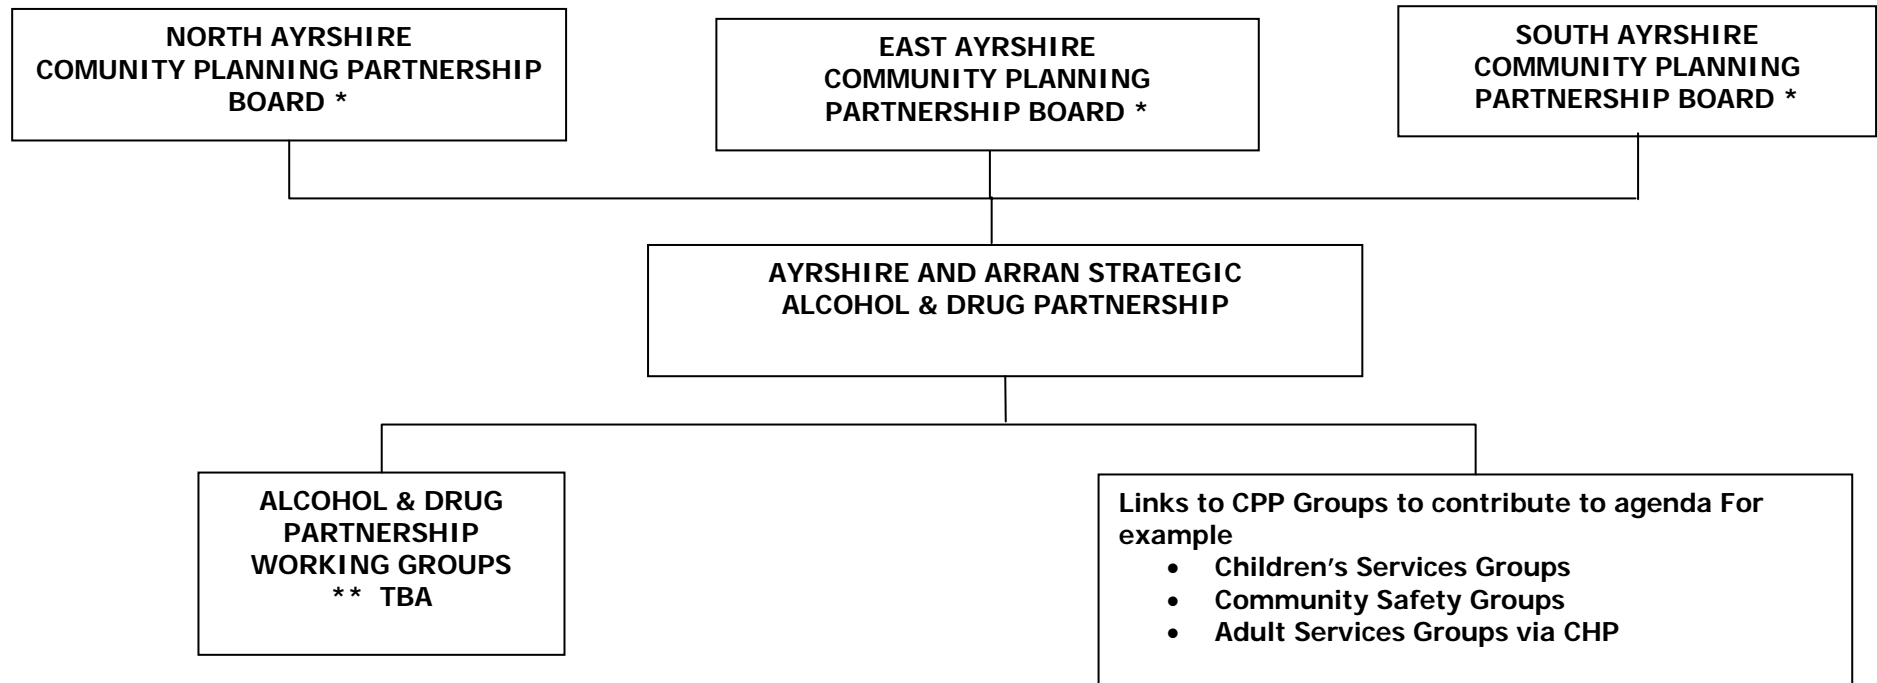 NORTH AYRSHIRE
COMUNITY PLANNING PARTNERSHIP
BOARD *
EAST AYRSHIRE
COMMUNITY PLANNING
PARTNERSHIP BOARD *
SOUTH AYRSHIRE
COMMUNITY PLANNING
PARTNERSHIP BOARD *
AYRSHIRE AND ARRAN STRATEGIC
ALCOHOL & DRUG PARTNERSHIP
ALCOHOL & DRUG
PARTNERSHIP
WORKING GROUPS
** TBA
Links to CPP Groups to contribute to agenda For
example
• Children’s Services Groups
• Community Safety Groups
• Adult Services Groups via CHP